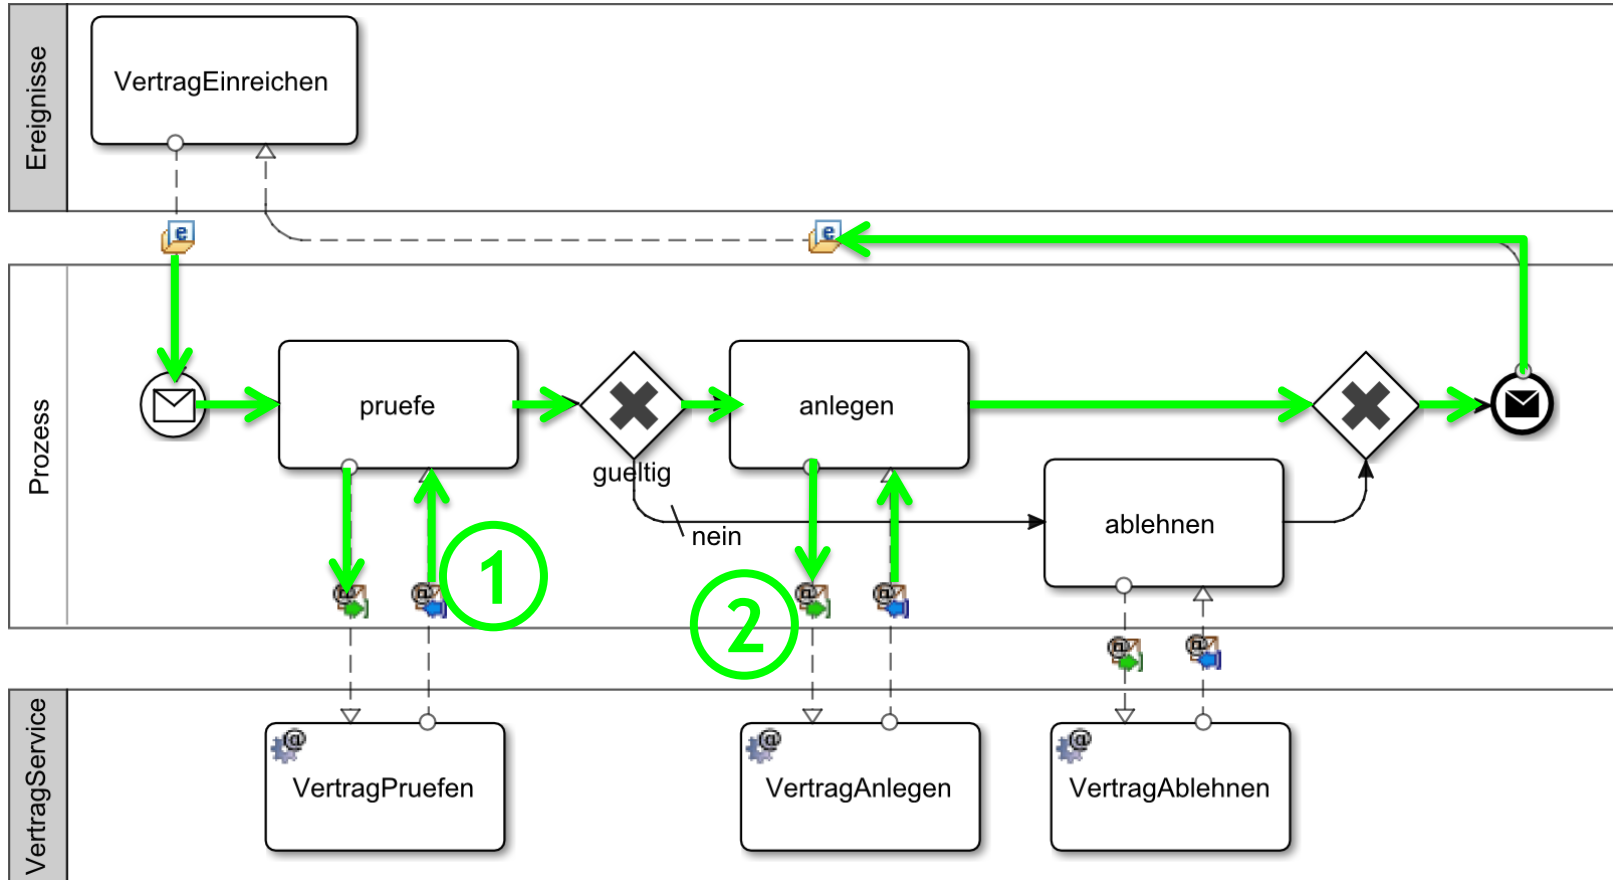 Ereignisse
VertragEinreichen
e
e
Prozess
pruefe
anlegen
gueltig
nein
ablehnen
1
2
@
@
@
@
@
@
VertragService
@
VertragPruefen
@
VertragAnlegen
@
VertragAblehnen